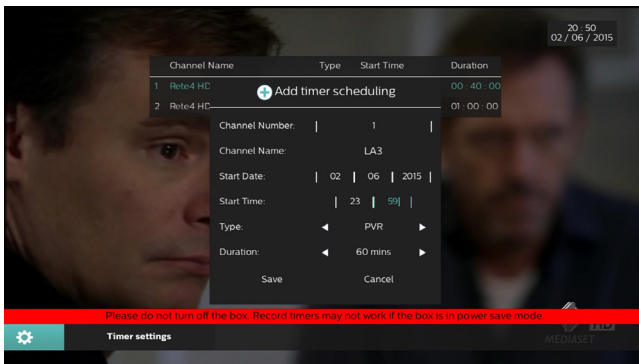 20 : 50
02 / 06 / 2015
Channel Name Type Start Time Duration
1 Rete4 HD 00 : 40 : 00
2 Rete4 HD 01 : 00 : 00
Add timer scheduling
Channel Number: 1
Channel Name: LA3
Start Date: 02 06 2015
Start Time: 23 59
Type: PVR
Duration: 60 mins
Save Cancel
Please do not turn off the box. Record timers may not work if the box is in power save mode.
HD
MEDIASET
Timer settings